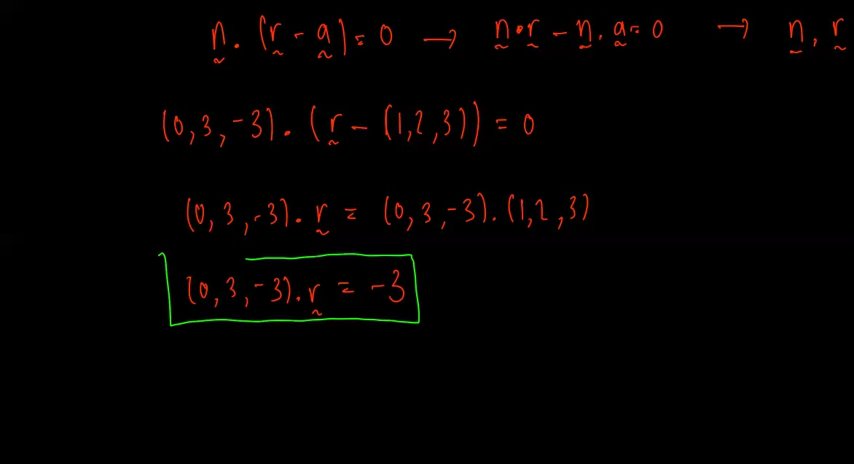 n . (r - a) = 0 → n . r - n . a = 0 → n . r
(0, 3, -3) . (r - (1, 2, 3)) = 0
(0, 3, -3) . r = (0, 3, -3) . (1, 2, 3)
(0, 3, -3) . r = -3